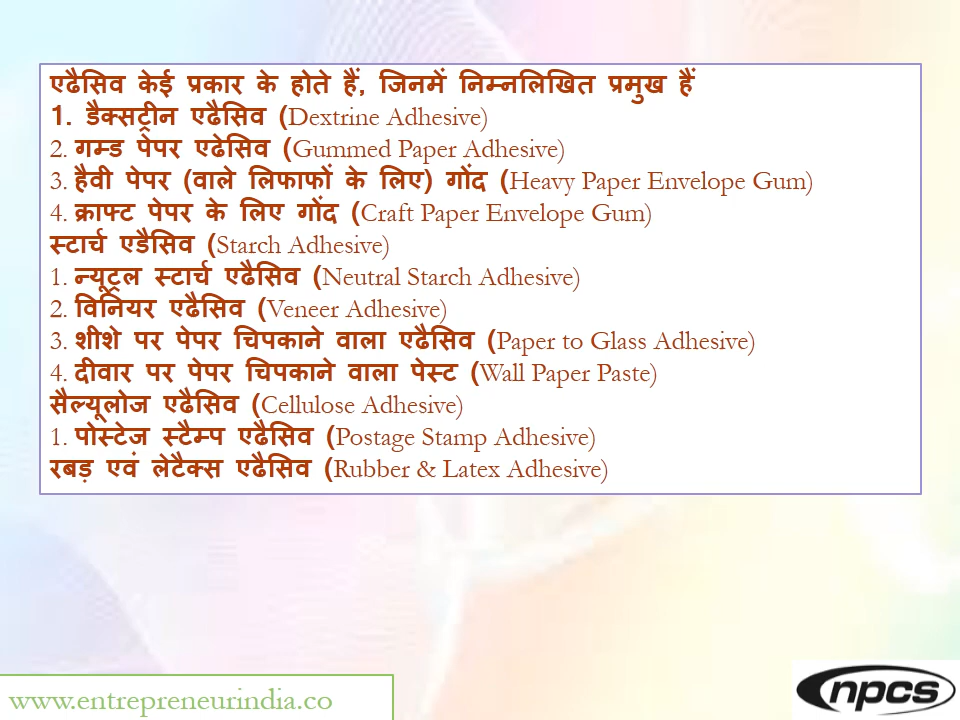 एढैसिव केई प्रकार के होते हैं, जिनमें निम्नलिखित प्रमुख हैं
1. डैक्सट्रीन एढैसिव (Dextrine Adhesive)
2. गम्ड पेपर एढेसिव (Gummed Paper Adhesive)
3. हैवी पेपर (वाले लिफाफों के लिए) गोंद (Heavy Paper Envelope Gum)
4. क्राफ्ट पेपर के लिए गोंद (Craft Paper Envelope Gum)
स्टार्च एडैसिव (Starch Adhesive)
1. न्यूट्रल स्टार्च एढैसिव (Neutral Starch Adhesive)
2. विनियर एढैसिव (Veneer Adhesive)
3. शीशे पर पेपर चिपकाने वाला एढैसिव (Paper to Glass Adhesive)
4. दीवार पर पेपर चिपकाने वाला पेस्ट (Wall Paper Paste)
सैल्यूलोज एढैसिव (Cellulose Adhesive)
1. पोस्टेज स्टैम्प एढैसिव (Postage Stamp Adhesive)
रबड़ एवं लेटैक्स एढैसिव (Rubber & Latex Adhesive)
www.entrepreneurindia.co
npcs